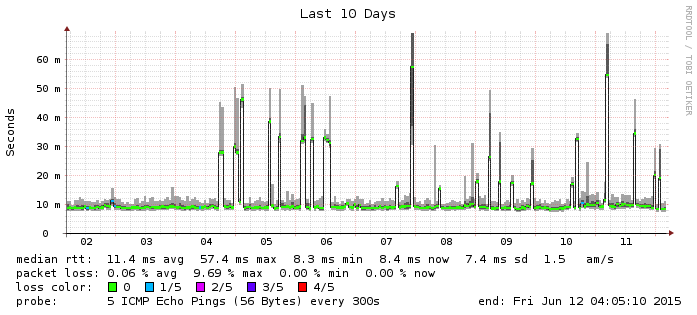 Last 10 Days
RRDTOOL / TOBI OETIKER
Seconds
60 m
50 m
40 m
30 m
20 m
10 m
0
02 03 04 05 06 07 08 09 10 11
median rtt: 11.4 ms avg 57.4 ms max 8.3 ms min 8.4 ms now 7.4 ms sd 1.5 am/s
packet loss: 0.06 % avg 9.69 % max 0.00 % min 0.00 % now
loss color: 0 1/5 2/5 3/5 4/5
probe: 5 ICMP Echo Pings (56 Bytes) every 300s end: Fri Jun 12 04:05:10 2015